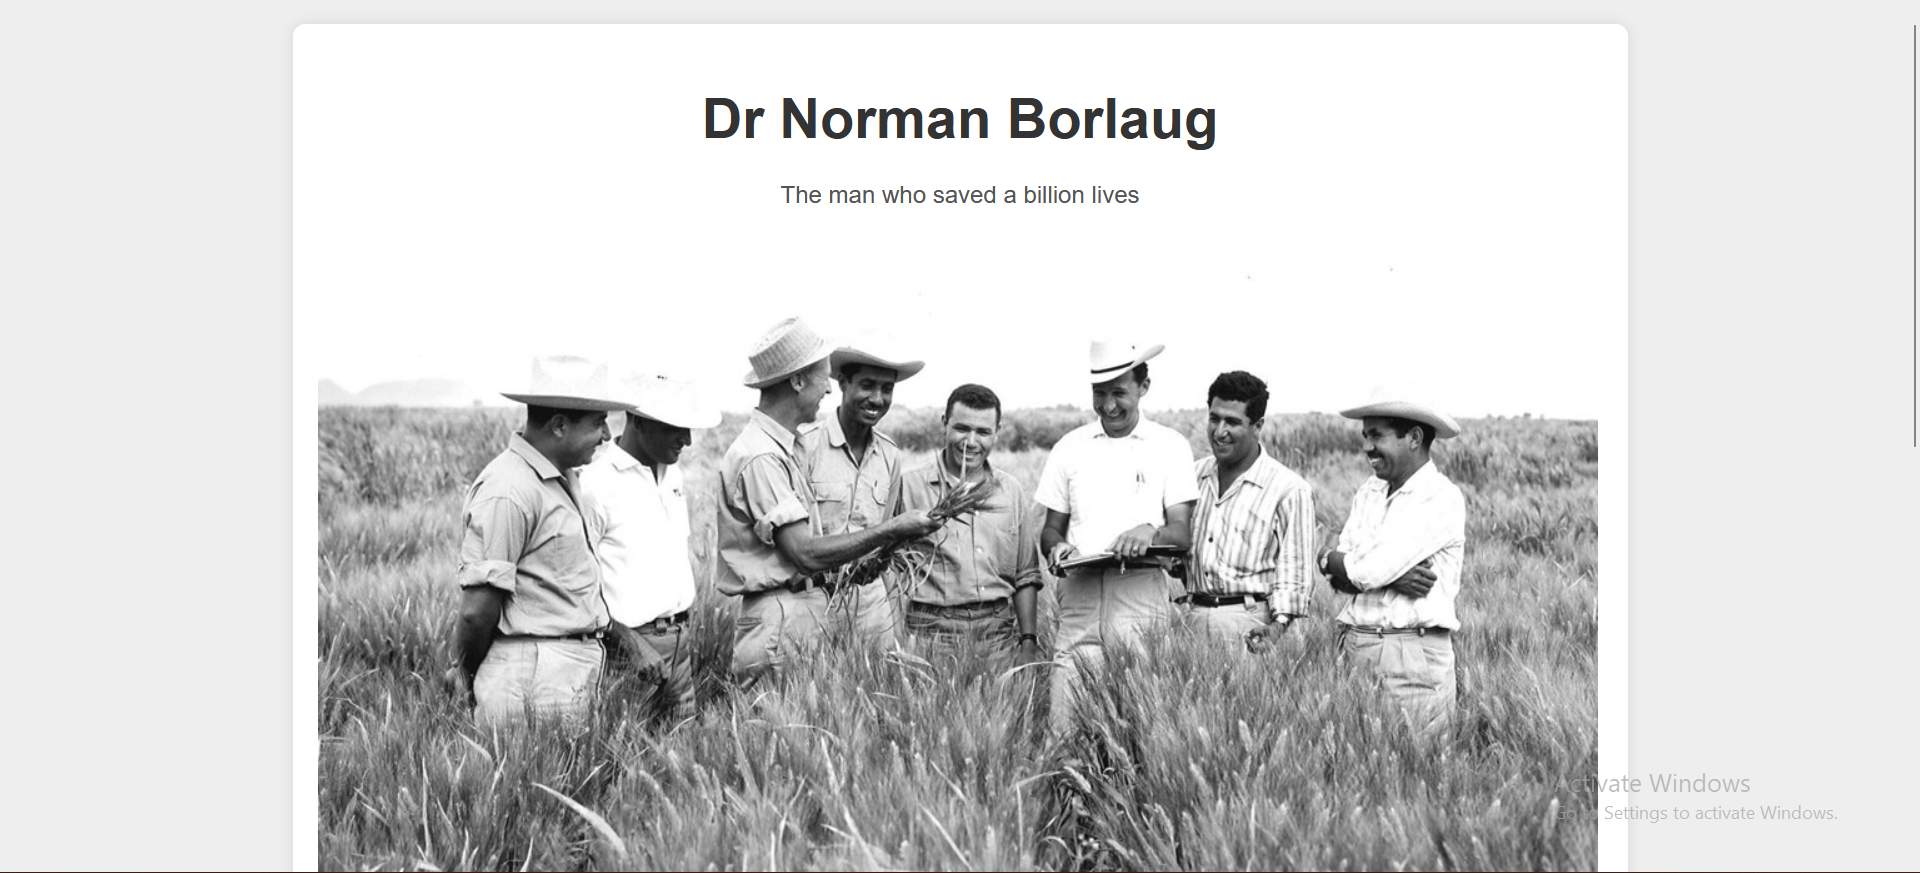 Dr Norman Borlaug
The man who saved a billion lives
Activate Windows
Go to Settings to activate Windows.